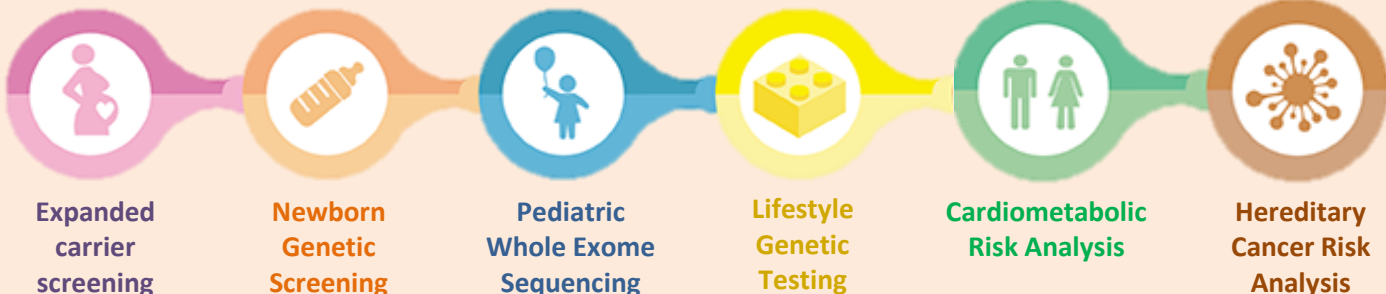 Expanded
carrier
screening
Newborn
Genetic
Screening
Pediatric
Whole Exome
Sequencing
Lifestyle
Genetic
Testing
Cardiometabolic
Risk Analysis
Hereditary
Cancer Risk
Analysis